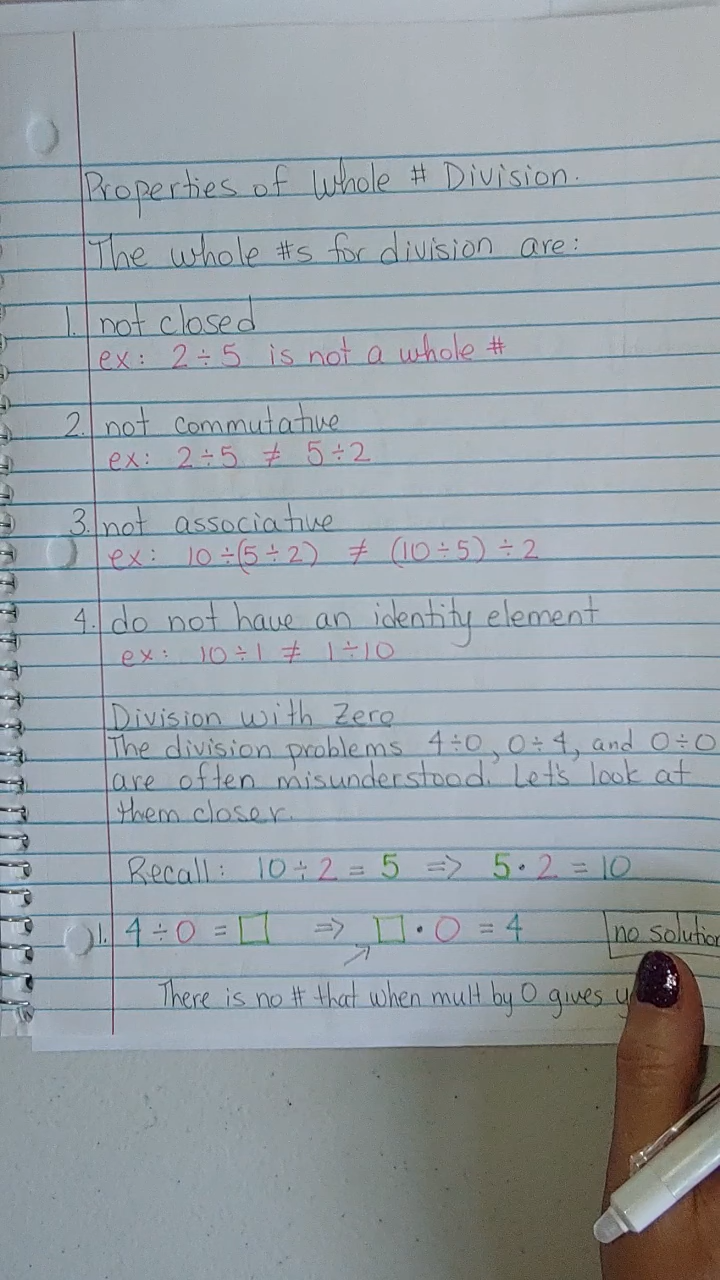 Properties of Whole # Division.
The whole #s for division are:
1. not closed
ex: 2÷5 is not a whole #
2. not commutative
ex: 2÷5 ≠ 5÷2
3. not associative
ex: 10÷(5÷2) ≠ (10÷5)÷2
4. do not have an identity element
ex: 10÷1 ≠ 1÷10
Division with Zero
The division problems 4÷0, 0÷4, and 0÷0
are often misunderstood. Let's look at
them closer.
Recall: 10÷2 = 5 => 5·2 = 10
1. 4÷0 = □ => □·0 = 4 no solution
There is no # that when mult by 0 gives